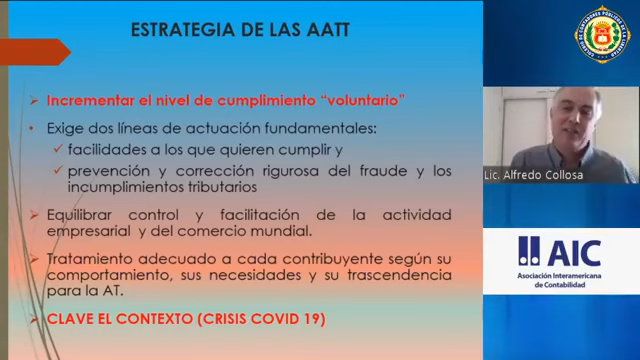 ESTRATEGIA DE LAS AATT
Incrementar el nivel de cumplimiento “voluntario”
Exige dos líneas de actuación fundamentales:
facilidades a los que quieren cumplir y
prevención y corrección rigurosa del fraude y los
incumplimientos tributarios
Equilibrar control y facilitación de la actividad
empresarial y del comercio mundial.
Tratamiento adecuado a cada contribuyente según su
comportamiento, sus necesidades y su trascendencia
para la AT.
CLAVE EL CONTEXTO (CRISIS COVID 19)
Lic. Alfredo Collosa
AIC
Asociación Interamericana
de Contabilidad